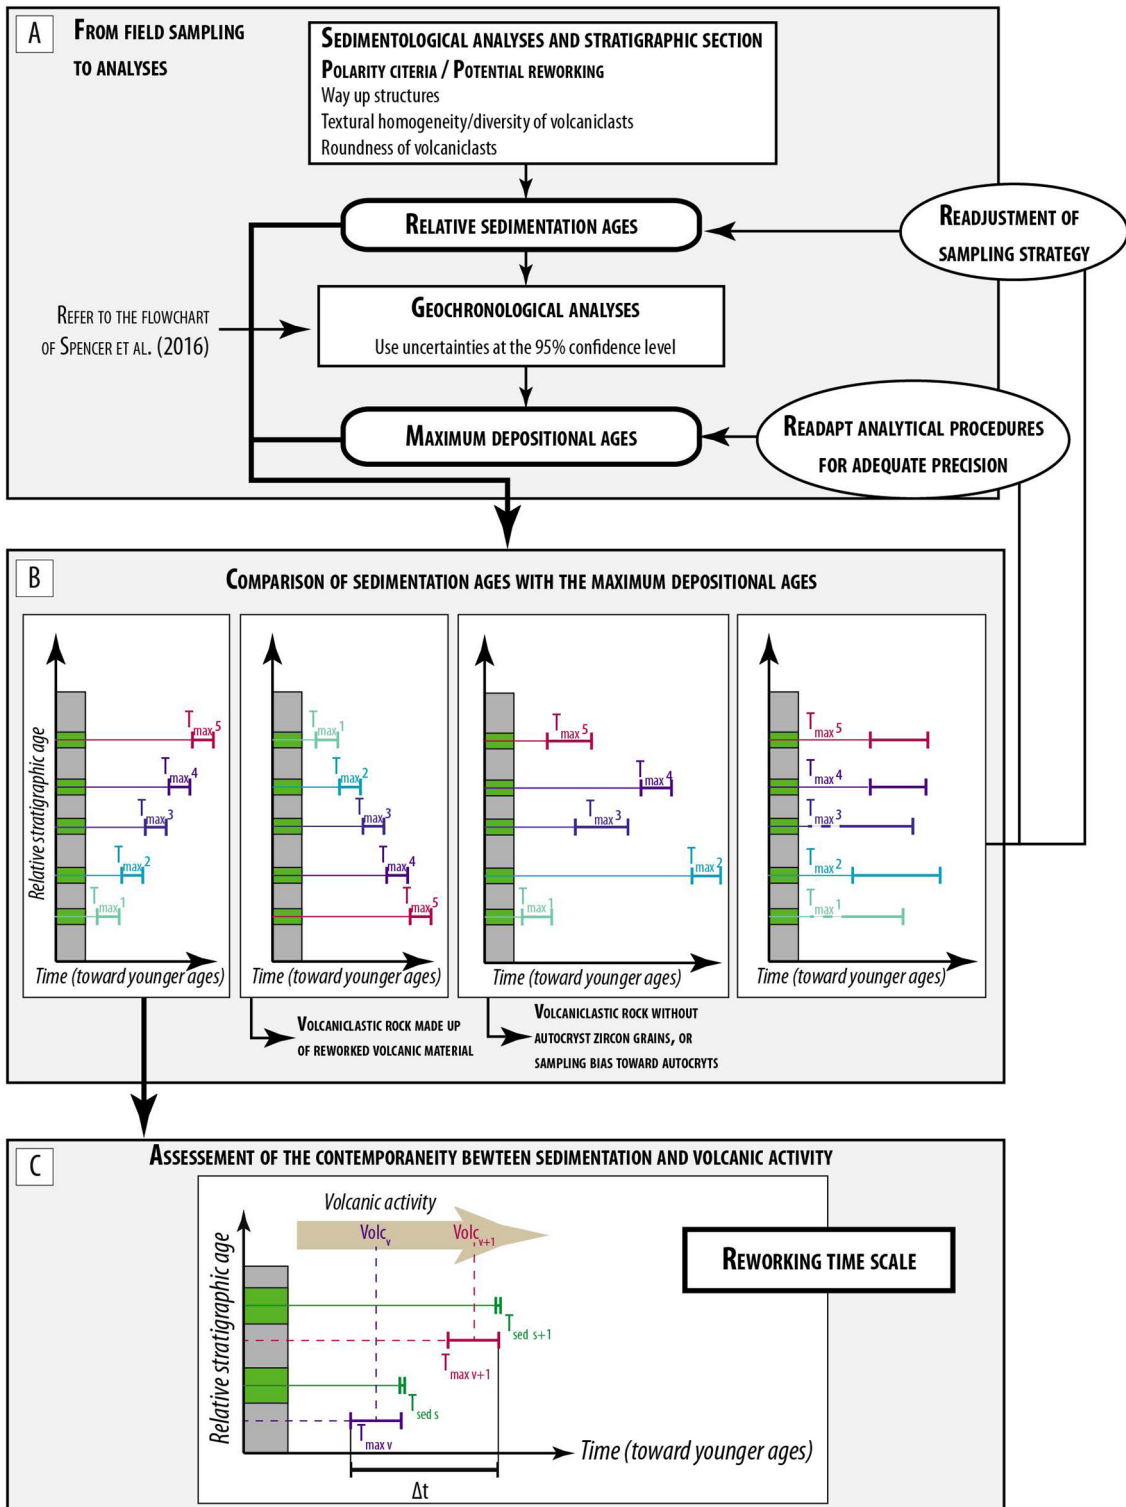 A
From field sampling
to analyses
Sedimentological analyses and stratigraphic section
Polarity citeria / Potential reworking
Way up structures
Textural homogeneity/diversity of volcaniclasts
Roundness of volcaniclasts
Relative sedimentation ages
Readjustment of
sampling strategy
Refer to the flowchart
of Spencer et al. (2016)
Geochronological analyses
Use uncertainties at the 95% confidence level
Maximum depositional ages
Readapt analytical procedures
for adequate precision
B
Comparison of sedimentation ages with the maximum depositional ages
Relative stratigraphic age
Tmax5
Tmax4
Tmax3
Tmax2
Tmax1
Time (toward younger ages)
Tmax1
Tmax2
Tmax3
Tmax4
Tmax5
Time (toward younger ages)
Tmax5
Tmax4
Tmax3
Tmax2
Tmax1
Time (toward younger ages)
Tmax5
Tmax4
Tmax3
Tmax2
Tmax1
Time (toward younger ages)
Volcaniclastic rock made up
of reworked volcanic material
Volcaniclastic rock without
autocryst zircon grains, or
sampling bias toward autocryts
C
Assessement of the contemporaneity bewteen sedimentation and volcanic activity
Volcanic activity
Volcv
Volcv+1
Reworking time scale
Relative stratigraphic age
Tsed s+1
Tmax v+1
Tsed s
Tmax v
Time (toward younger ages)
Δt